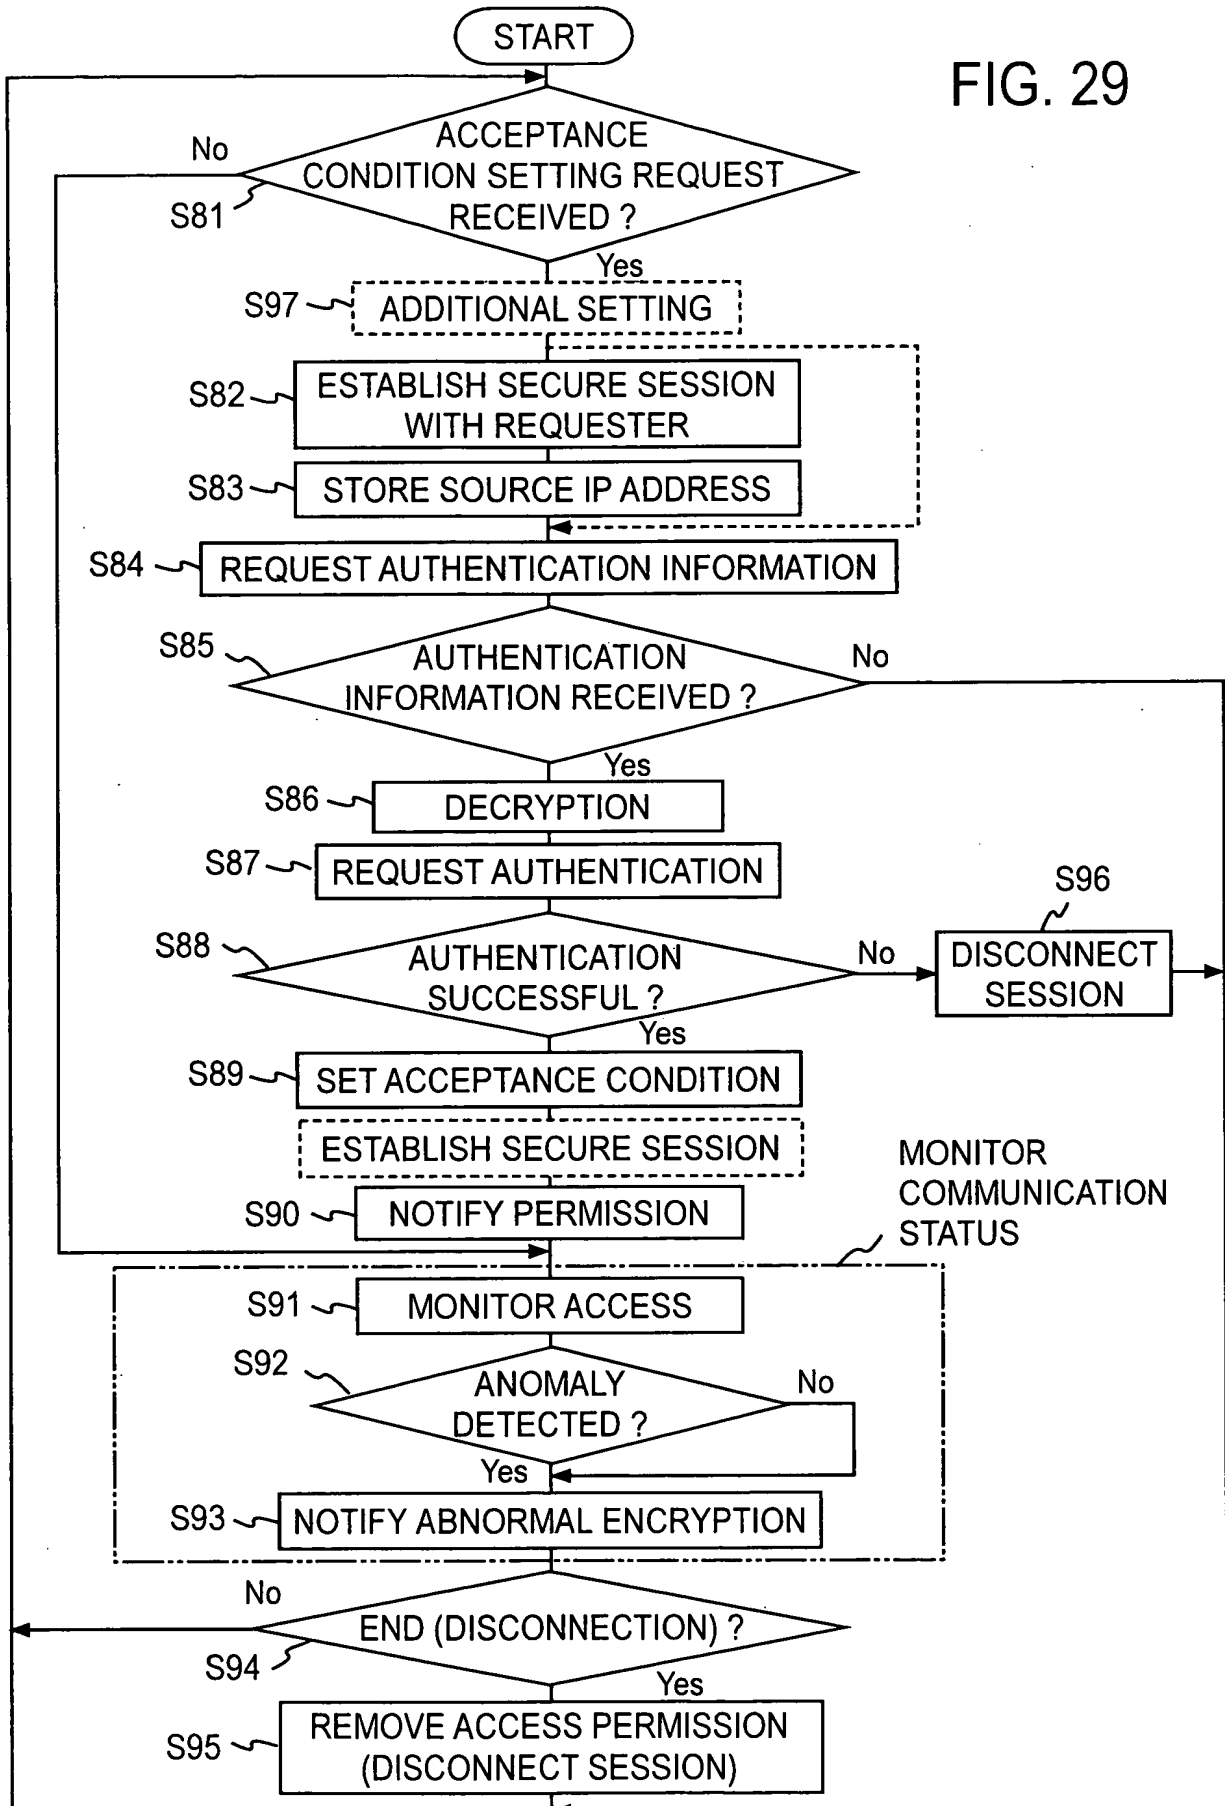 START
FIG. 29
No
ACCEPTANCE
CONDITION SETTING REQUEST
RECEIVED ?
S81
Yes
S97
ADDITIONAL SETTING
S82
ESTABLISH SECURE SESSION
WITH REQUESTER
S83
STORE SOURCE IP ADDRESS
S84
REQUEST AUTHENTICATION INFORMATION
S85
AUTHENTICATION
INFORMATION RECEIVED ?
No
Yes
S86
DECRYPTION
S87
REQUEST AUTHENTICATION
S88
AUTHENTICATION
SUCCESSFUL ?
No
S96
DISCONNECT
SESSION
Yes
S89
SET ACCEPTANCE CONDITION
ESTABLISH SECURE SESSION
MONITOR
COMMUNICATION
STATUS
S90
NOTIFY PERMISSION
S91
MONITOR ACCESS
S92
ANOMALY
DETECTED ?
No
Yes
S93
NOTIFY ABNORMAL ENCRYPTION
No
END (DISCONNECTION) ?
S94
Yes
S95
REMOVE ACCESS PERMISSION
(DISCONNECT SESSION)